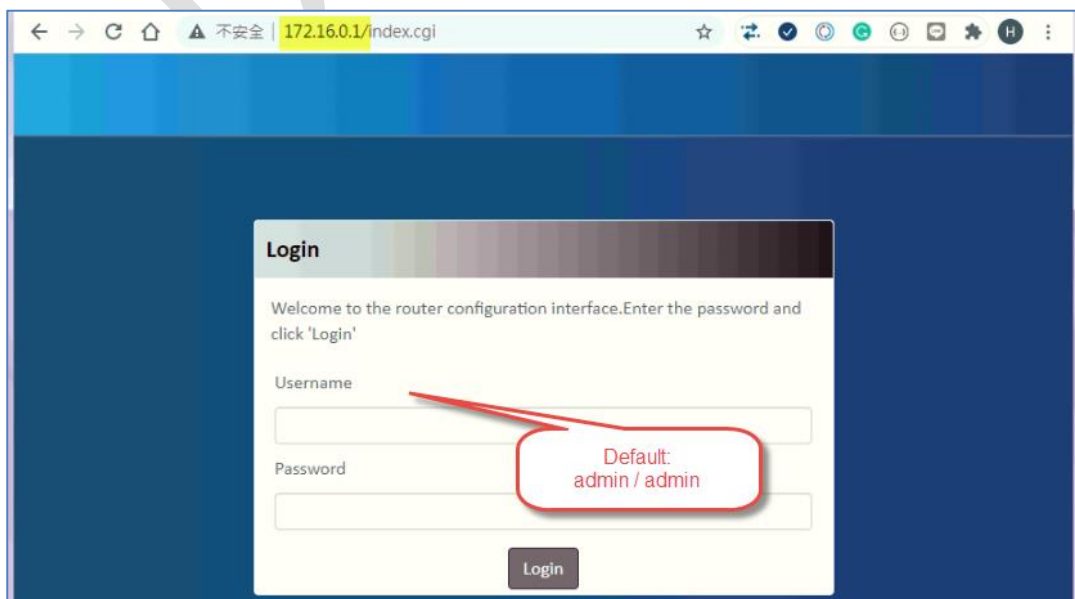 不安全 | 172.16.0.1/index.cgi
H
Login
Welcome to the router configuration interface.Enter the password and
click 'Login'
Username
Default:
admin / admin
Password
Login